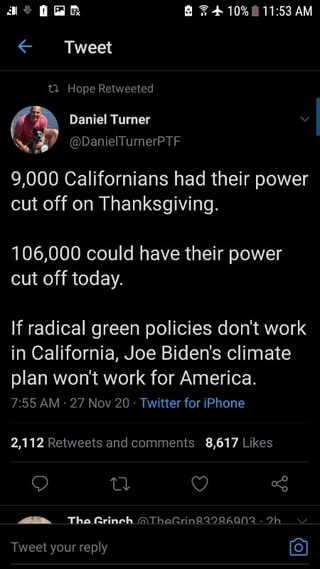 10% 11:53 AM
Tweet
Hope Retweeted
Daniel Turner
@DanielTurnerPTF
9,000 Californians had their power
cut off on Thanksgiving.
106,000 could have their power
cut off today.
If radical green policies don't work
in California, Joe Biden's climate
plan won't work for America.
7:55 AM · 27 Nov 20 · Twitter for iPhone
2,112 Retweets and comments 8,617 Likes
The Grinch @TheGrin83286903 · 2h
Tweet your reply